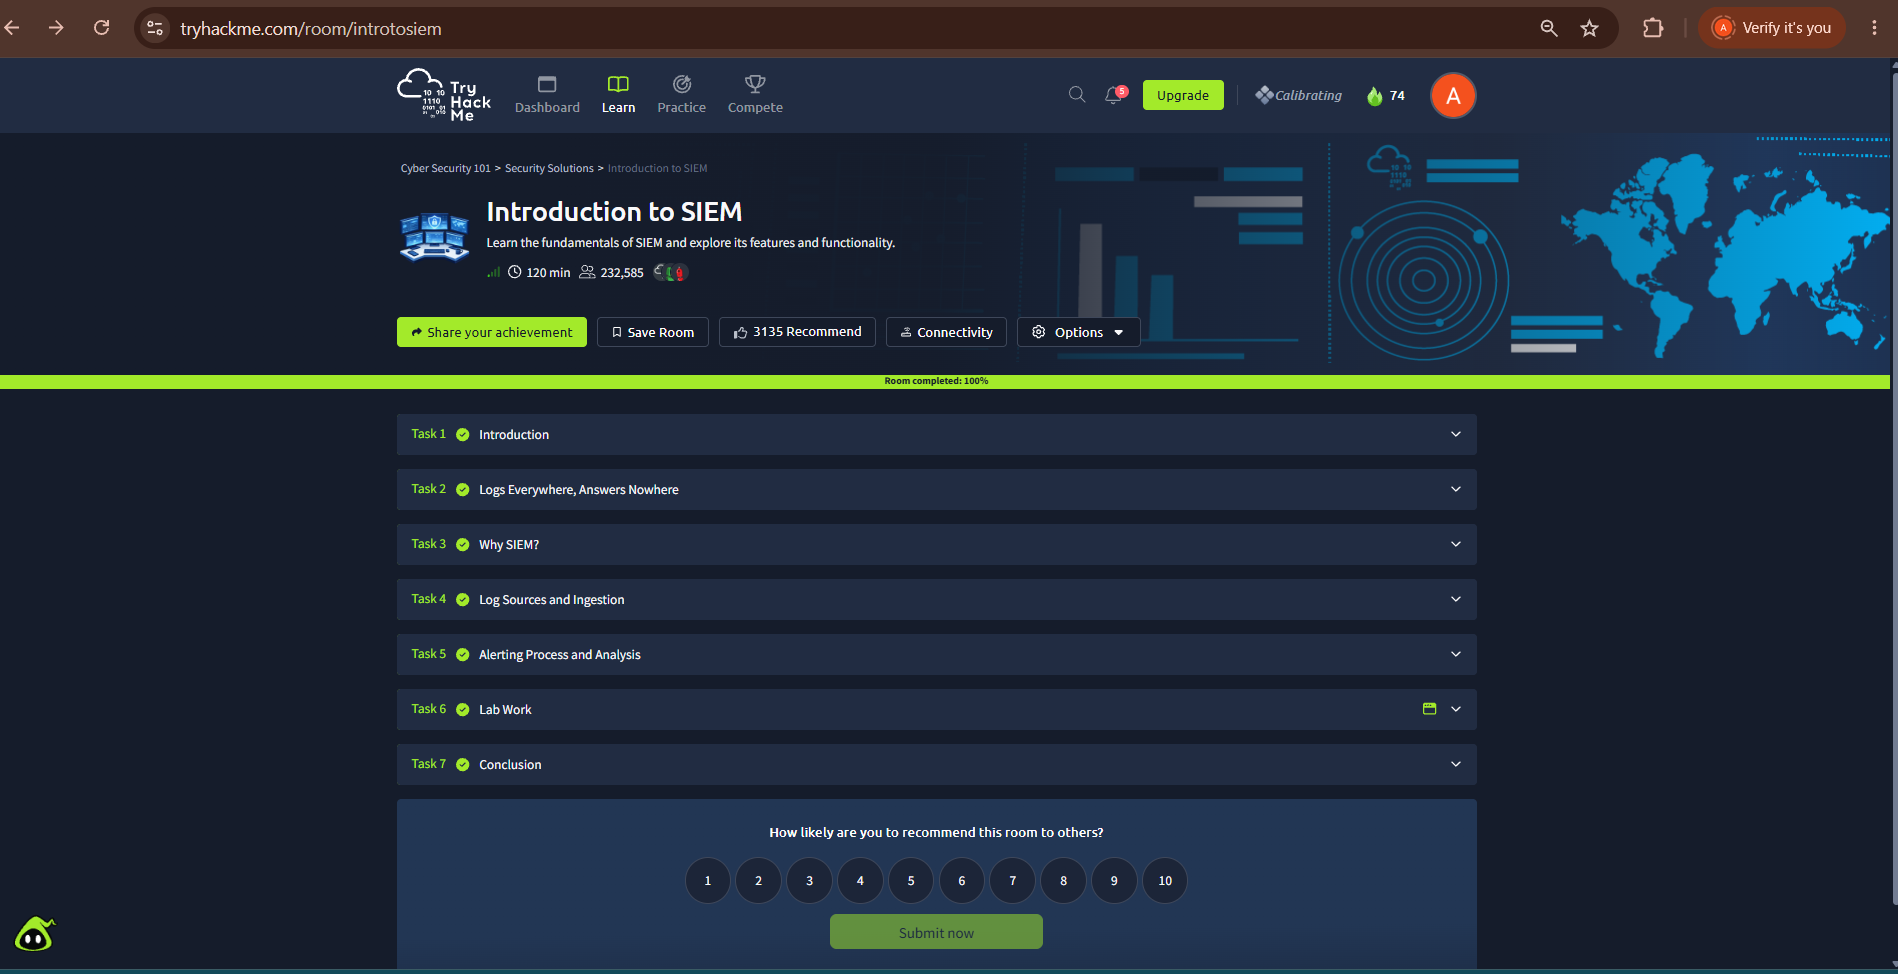 tryhackme.com/room/introtosiem
A
Verify it's you
Try
Hack
Me
Dashboard
Learn
Practice
Compete
5
Upgrade
Calibrating
74
A
Cyber Security 101 > Security Solutions > Introduction to SIEM
Introduction to SIEM
Learn the fundamentals of SIEM and explore its features and functionality.
120 min
232,585
Share your achievement
Save Room
3135 Recommend
Connectivity
Options
Room completed: 100%
Task 1 Introduction
Task 2 Logs Everywhere, Answers Nowhere
Task 3 Why SIEM?
Task 4 Log Sources and Ingestion
Task 5 Alerting Process and Analysis
Task 6 Lab Work
Task 7 Conclusion
How likely are you to recommend this room to others?
1 2 3 4 5 6 7 8 9 10
Submit now